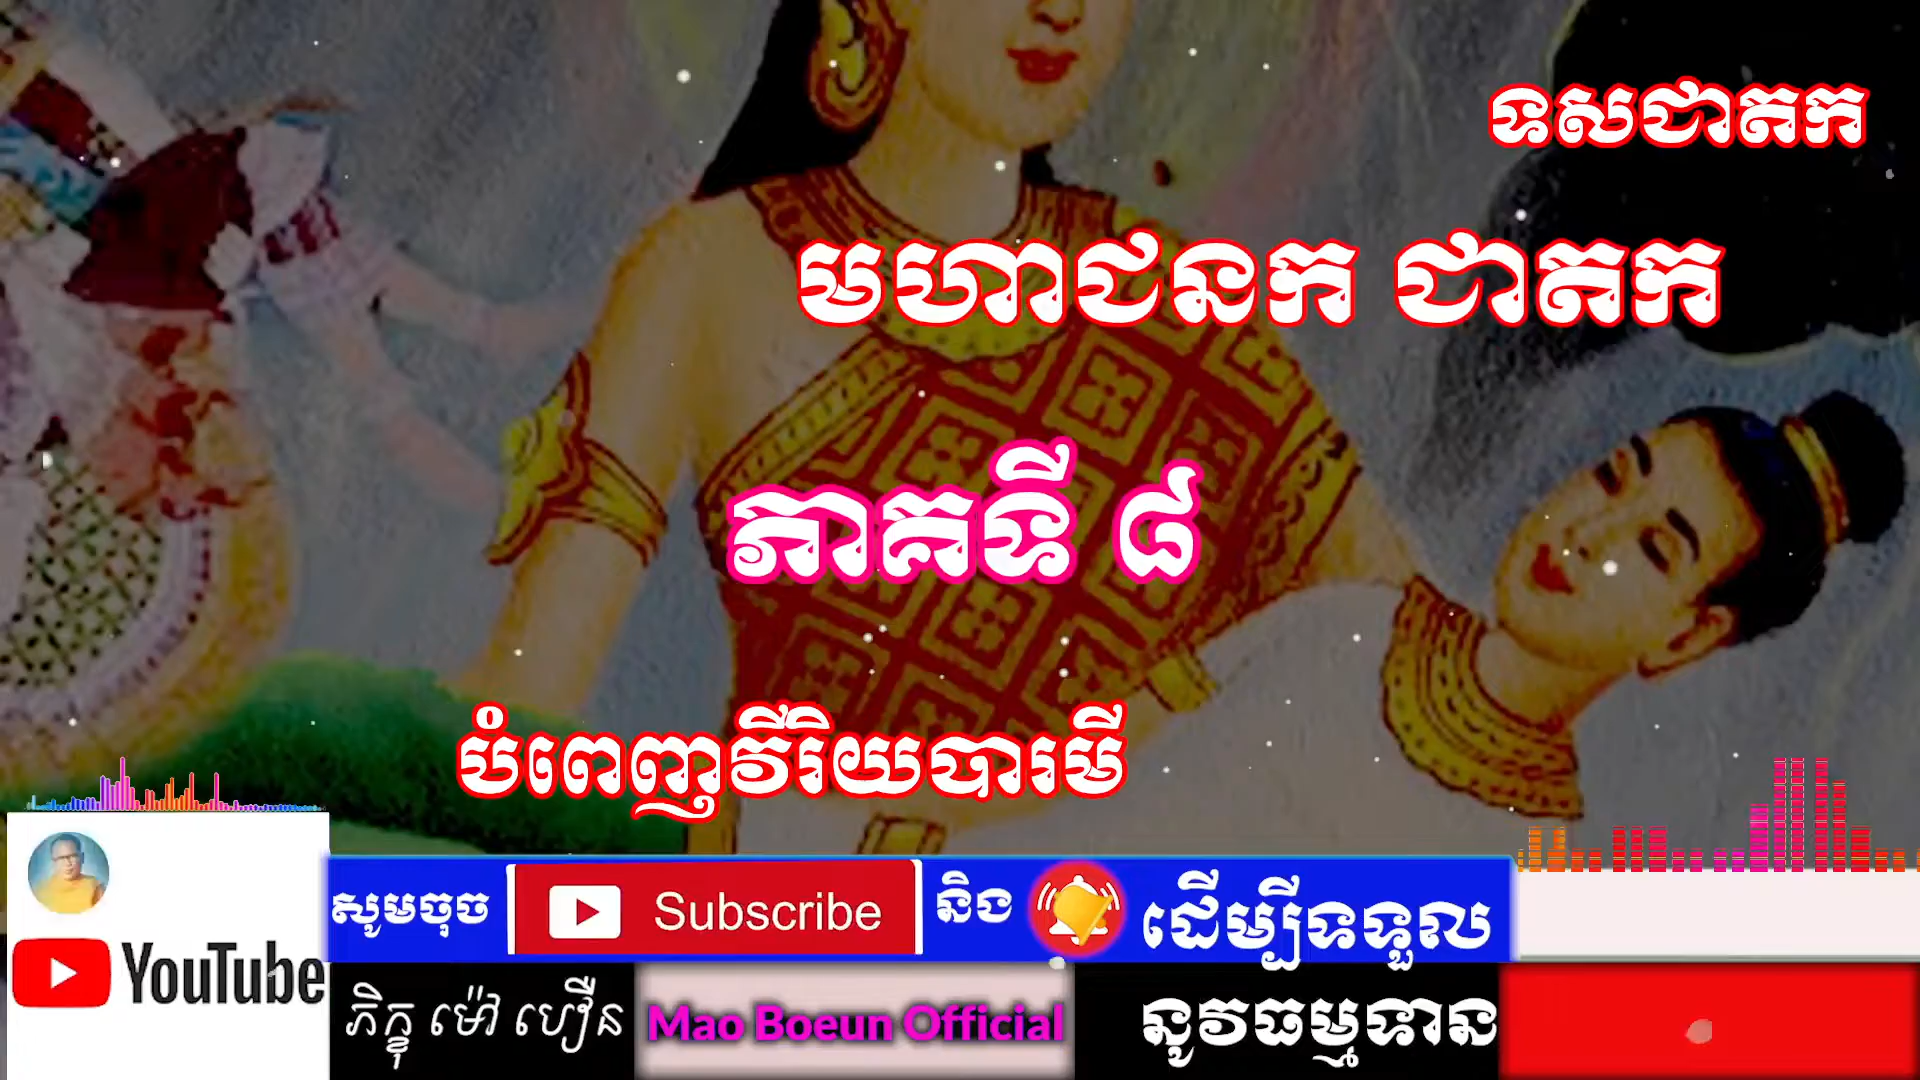 ទសជាតក
មហាជនក ជាតក
ភាគទី ៨
បំពេញវីរិយបារមី
សូមចុច Subscribe និង ដើម្បីទទួល
YouTube ភិក្ខុ ម៉ៅ បឿន Mao Boeun Official នូវធម្មទាន